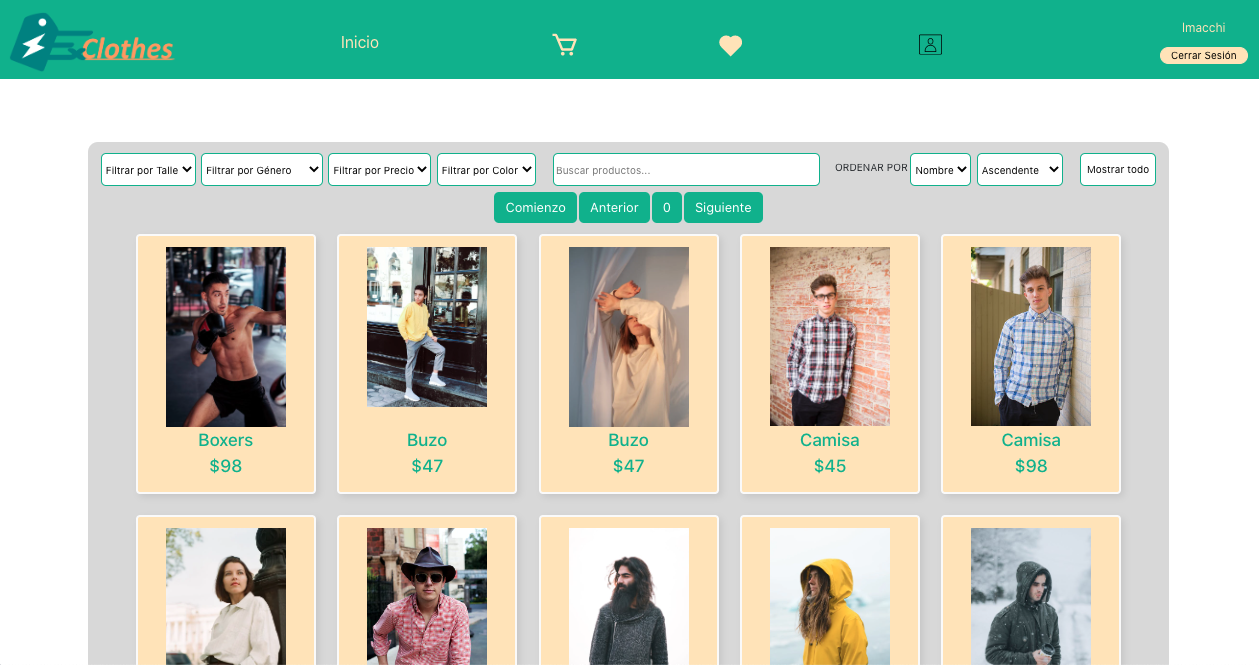 Clothes
Inicio
lmacchi
Cerrar Sesión
Filtrar por Talle
Filtrar por Género
Filtrar por Precio
Filtrar por Color
Buscar productos...
ORDENAR POR
Nombre
Ascendente
Mostrar todo
Comienzo
Anterior
0
Siguiente
Boxers
$98
Buzo
$47
Buzo
$47
Camisa
$45
Camisa
$98